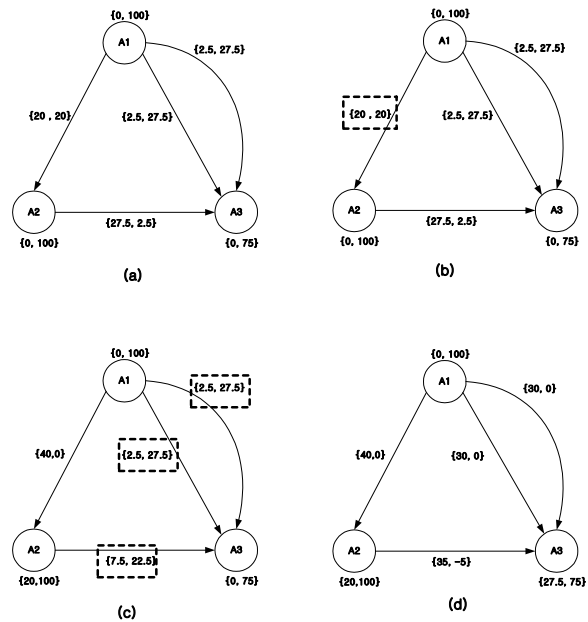 {0, 100}
A1
{2.5, 27.5}
{20 , 20}
{2.5, 27.5}
A2
A3
{27.5, 2.5}
{0, 100}
{0, 75}
(a)
{0, 100}
A1
{2.5, 27.5}
{20 , 20}
{2.5, 27.5}
A2
A3
{27.5, 2.5}
{0, 100}
{0, 75}
(b)
{0, 100}
A1
{2.5, 27.5}
{40,0}
{2.5, 27.5}
A2
A3
{7.5, 22.5}
{20,100}
{0, 75}
(c)
{0, 100}
A1
{30, 0}
{40,0}
{30, 0}
A2
A3
{35, -5}
{20,100}
{27.5, 75}
(d)